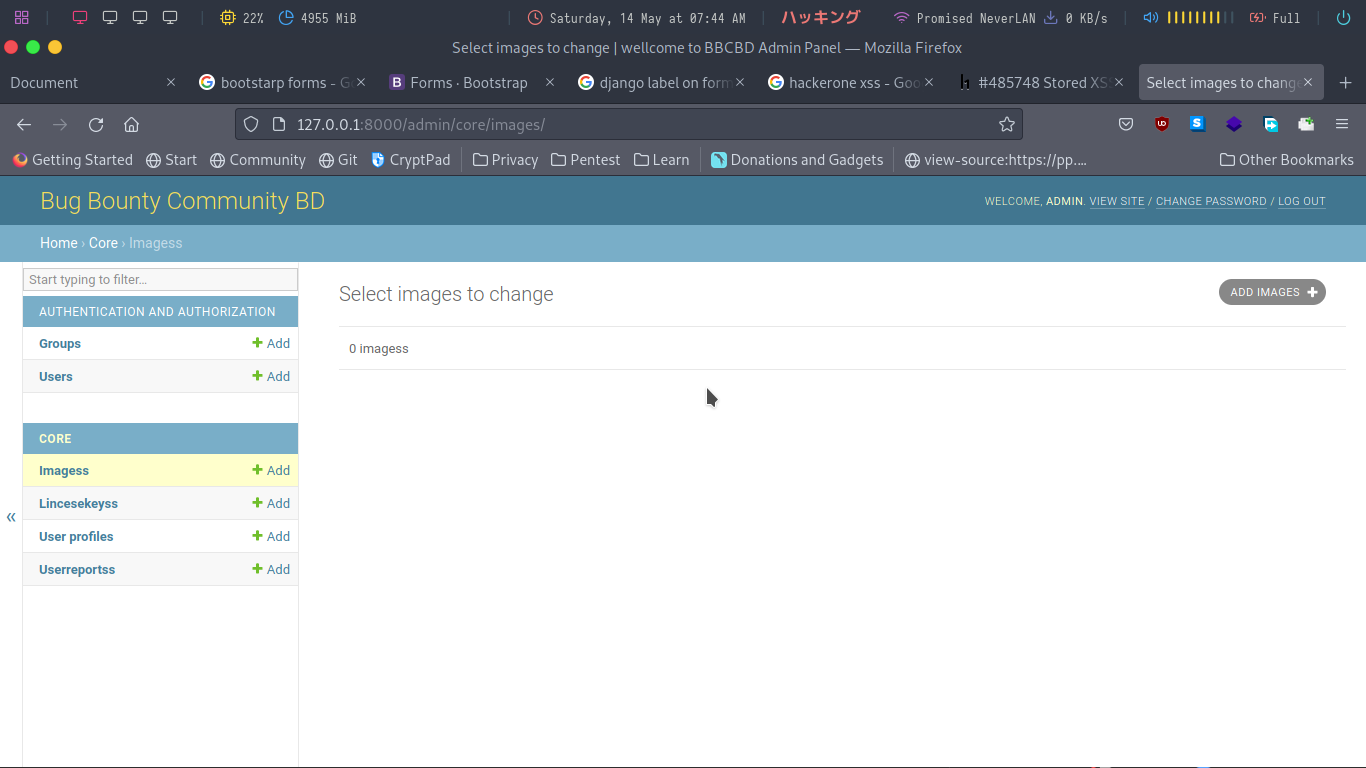 22% 4955 MiB Saturday, 14 May at 07:44 AM ハッキング Promised NeverLAN 0 KB/s Full
Select images to change | wellcome to BBCBD Admin Panel — Mozilla Firefox
Document bootstarp forms - Go Forms · Bootstrap django label on form hackerone xss - Goo #485748 Stored XS Select images to change
127.0.0.1:8000/admin/core/images/
Getting Started Start Community Git CryptPad Privacy Pentest Learn Donations and Gadgets view-source:https://pp.... Other Bookmarks
Bug Bounty Community BD
WELCOME, ADMIN. VIEW SITE / CHANGE PASSWORD / LOG OUT
Home › Core › Imagess
Start typing to filter...
AUTHENTICATION AND AUTHORIZATION
Groups + Add
Users + Add
CORE
Imagess + Add
Lincesekeyss + Add
User profiles + Add
Userreportss + Add
«
Select images to change
ADD IMAGES +
0 imagess